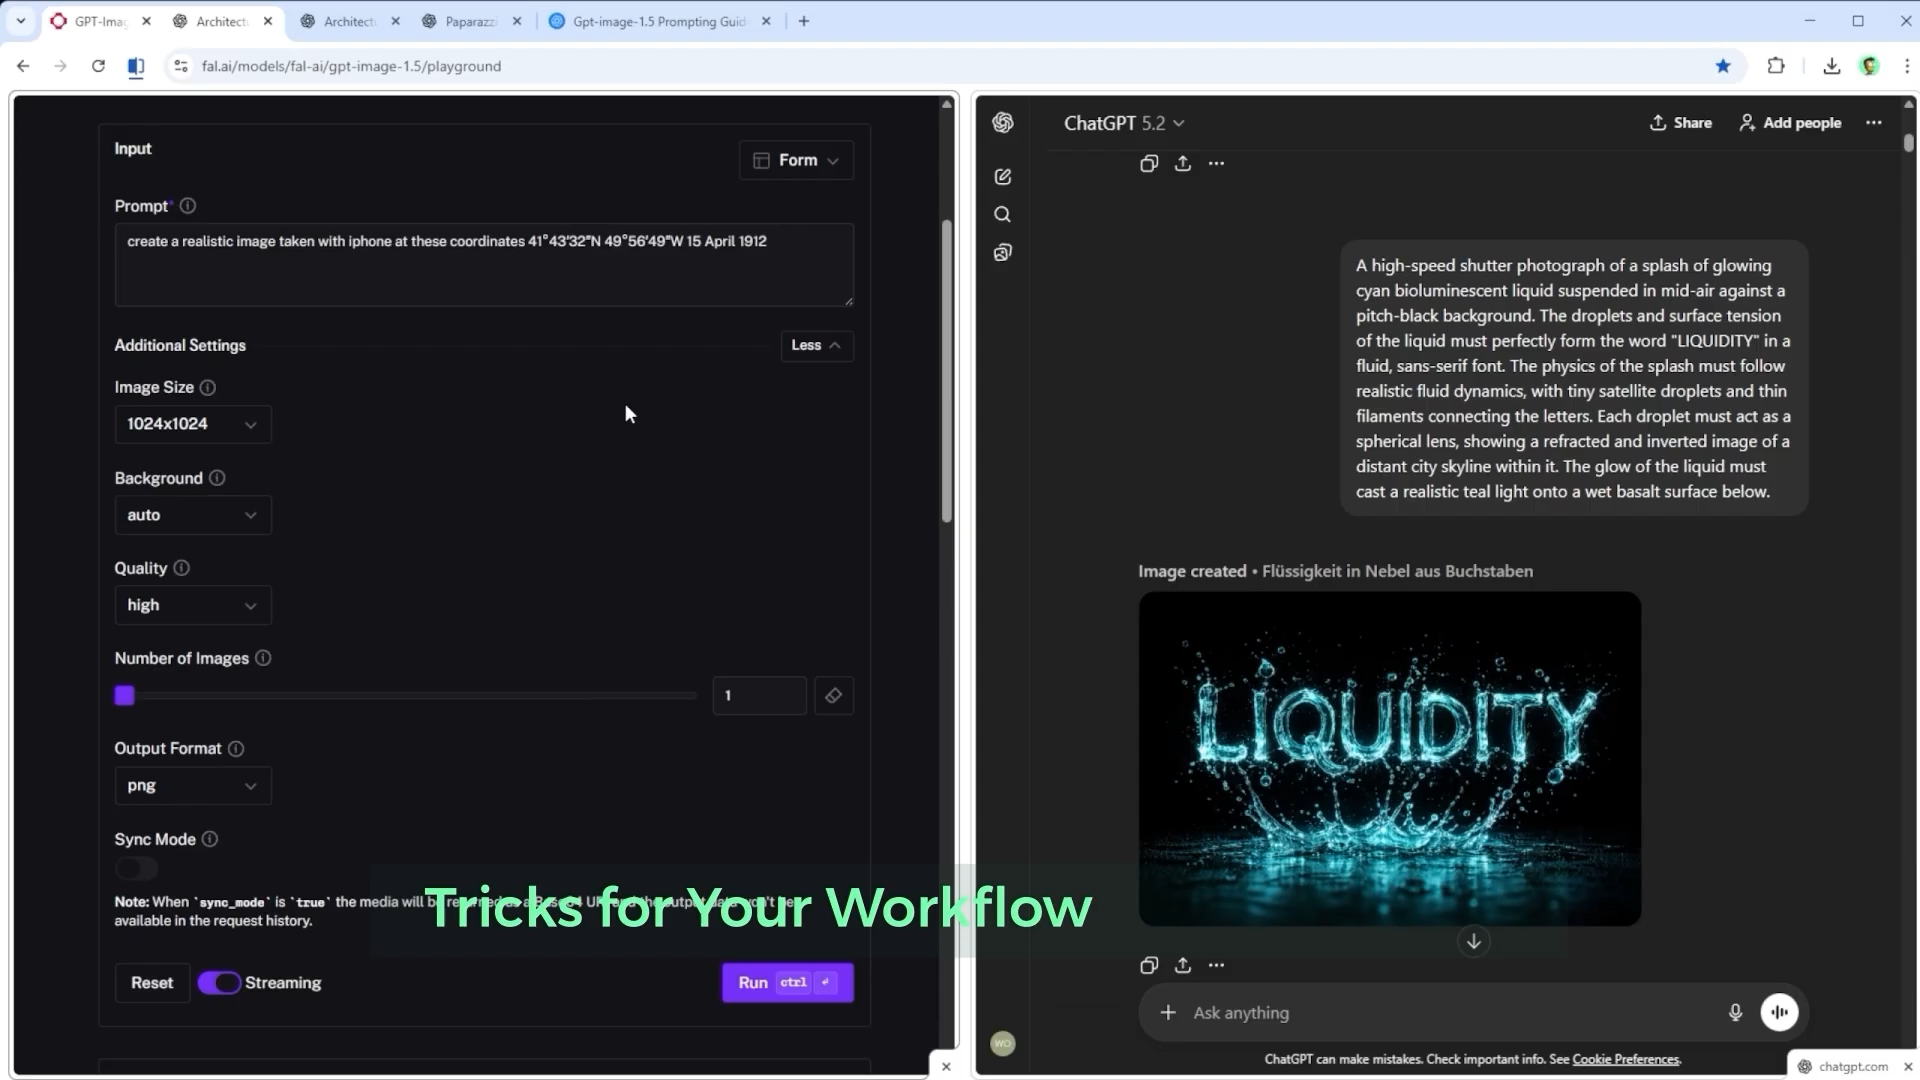 GPT-Imag
Architectu
Architectu
Paparazzi
Gpt-image-1.5 Prompting Guid
fal.ai/models/fal-ai/gpt-image-1.5/playground
Input
Form
Prompt*
create a realistic image taken with iphone at these coordinates 41°43'32"N 49°56'49"W 15 April 1912
Additional Settings
Less
Image Size
1024x1024
Background
auto
Quality
high
Number of Images
1
Output Format
png
Sync Mode
Note: When `sync_mode` is `true` the media will be
available in the request history.
Tricks for Your Workflow
Reset
Streaming
Run ctrl
ChatGPT 5.2
Share
Add people
A high-speed shutter photograph of a splash of glowing
cyan bioluminescent liquid suspended in mid-air against a
pitch-black background. The droplets and surface tension
of the liquid must perfectly form the word "LIQUIDITY" in a
fluid, sans-serif font. The physics of the splash must follow
realistic fluid dynamics, with tiny satellite droplets and thin
filaments connecting the letters. Each droplet must act as a
spherical lens, showing a refracted and inverted image of a
distant city skyline within it. The glow of the liquid must
cast a realistic teal light onto a wet basalt surface below.
Image created • Flüssigkeit in Nebel aus Buchstaben
LIQUIDITY
Ask anything
WO
ChatGPT can make mistakes. Check important info. See Cookie Preferences.
chatgpt.com